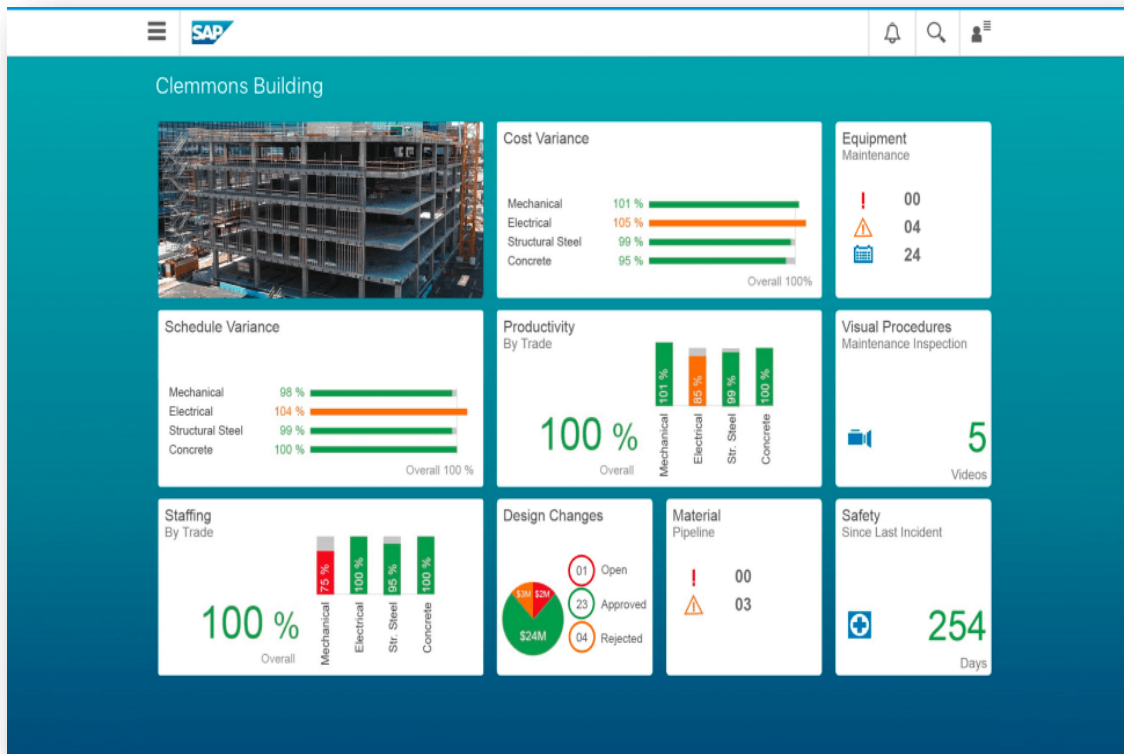 SAP
Clemmons Building
Cost Variance
Mechanical 101 %
Electrical 105 %
Structural Steel 99 %
Concrete 95 %
Overall 100%
Equipment
Maintenance
00
04
24
Schedule Variance
Mechanical 98 %
Electrical 104 %
Structural Steel 99 %
Concrete 100 %
Overall 100 %
Productivity
By Trade
100 %
Overall
101 %
85 %
99 %
100 %
Mechanical
Electrical
Str. Steel
Concrete
Visual Procedures
Maintenance Inspection
5
Videos
Staffing
By Trade
100 %
Overall
75 %
100 %
95 %
100 %
Mechanical
Electrical
Str. Steel
Concrete
Design Changes
$3M $2M
$24M
01 Open
23 Approved
04 Rejected
Material
Pipeline
00
03
Safety
Since Last Incident
254
Days